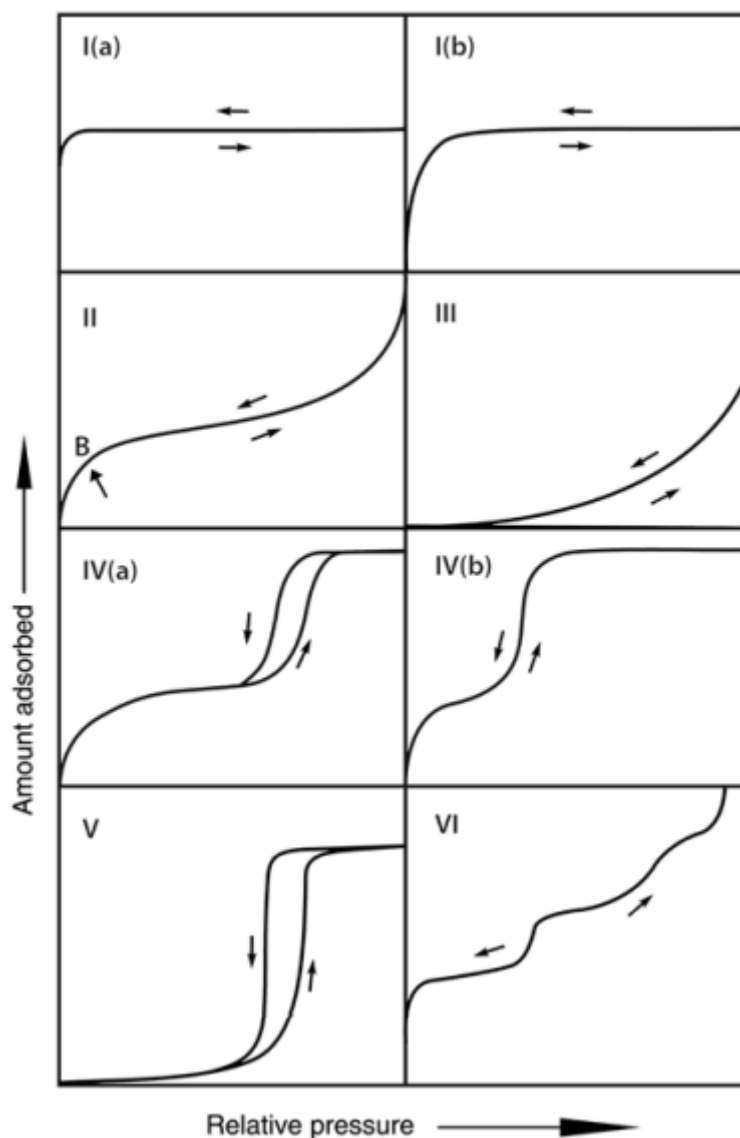 I(a)
I(b)
II
III
B
IV(a)
IV(b)
V
VI
Amount adsorbed
Relative pressure